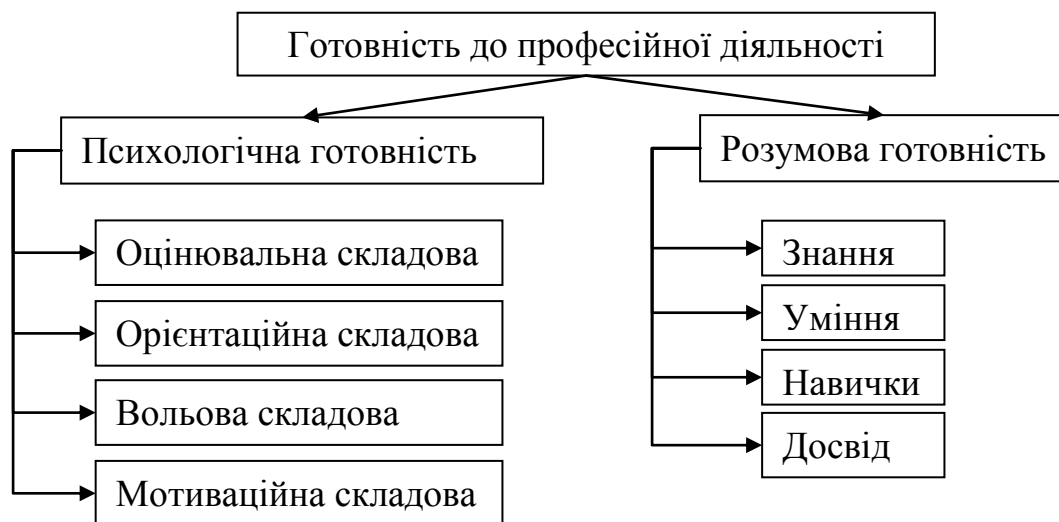 Готовність до професійної діяльності
Психологічна готовність
Оцінювальна складова
Орієнтаційна складова
Вольова складова
Мотиваційна складова
Розумова готовність
Знання
Уміння
Навички
Досвід